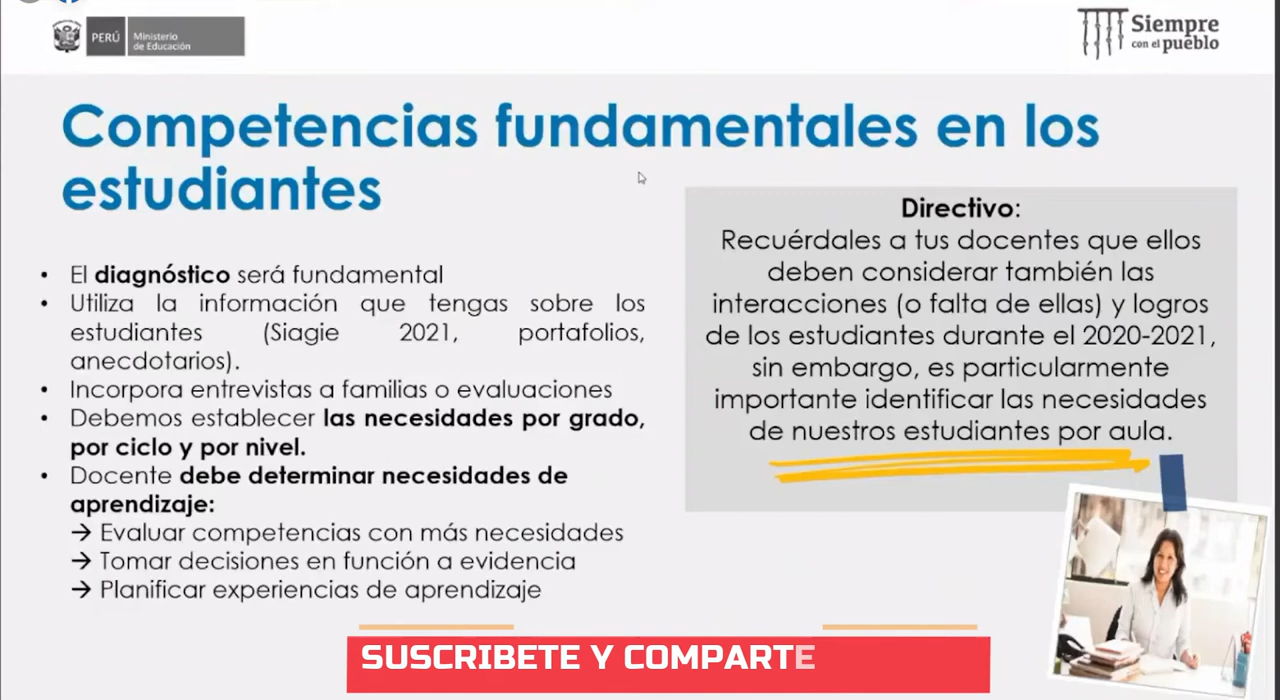 PERÚ
Ministerio
de Educación
Siempre
con el pueblo
Competencias fundamentales en los
estudiantes
• El diagnóstico será fundamental
• Utiliza la información que tengas sobre los
estudiantes (Siagie 2021, portafolios,
anecdotarios).
• Incorpora entrevistas a familias o evaluaciones
• Debemos establecer las necesidades por grado,
por ciclo y por nivel.
• Docente debe determinar necesidades de
aprendizaje:
→ Evaluar competencias con más necesidades
→ Tomar decisiones en función a evidencia
→ Planificar experiencias de aprendizaje
Directivo:
Recuérdales a tus docentes que ellos
deben considerar también las
interacciones (o falta de ellas) y logros
de los estudiantes durante el 2020-2021,
sin embargo, es particularmente
importante identificar las necesidades
de nuestros estudiantes por aula.
SUSCRIBETE Y COMPARTE